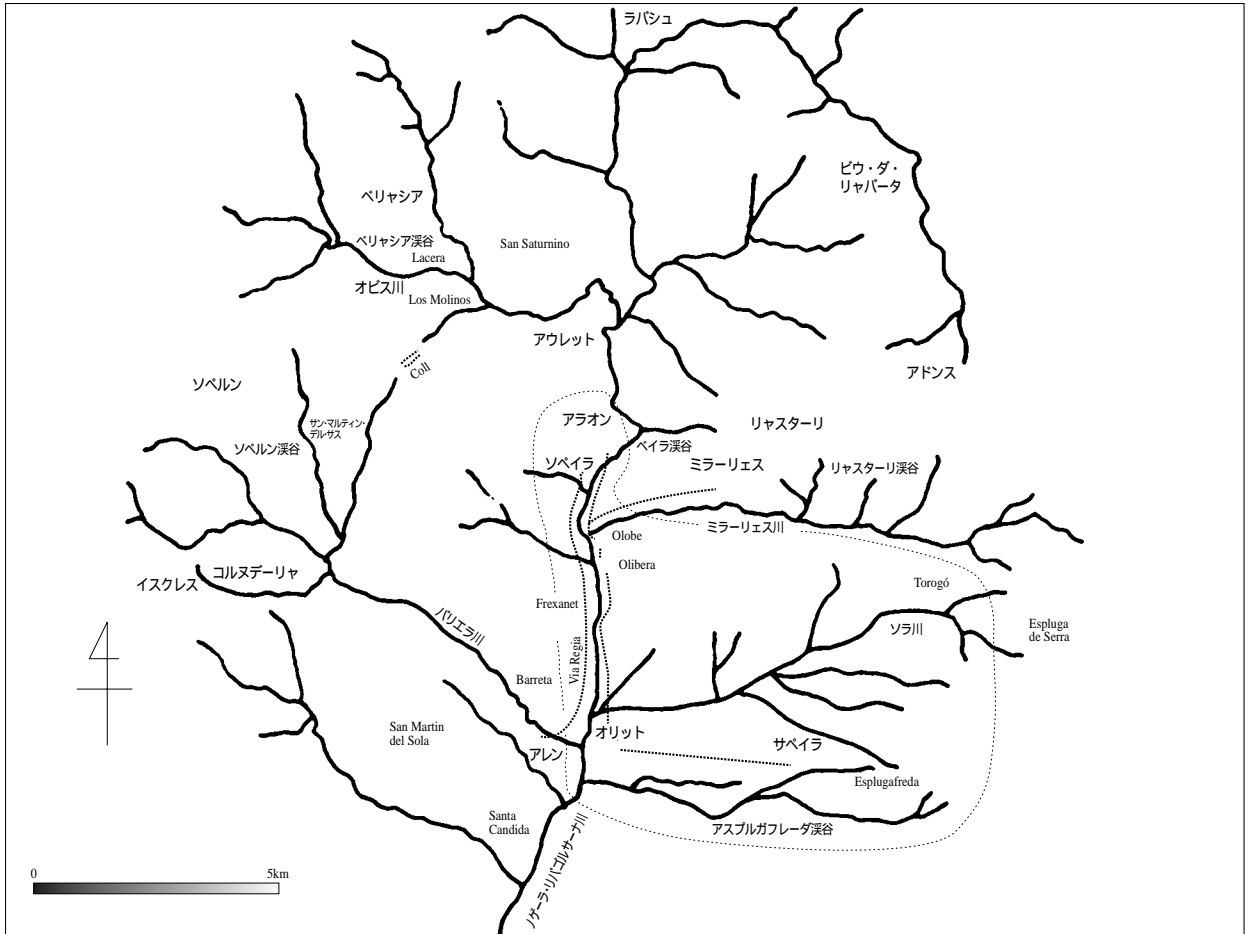 ラバシュ
ビウ・ダ・
リャバータ
ベリャシア
ベリャシア渓谷
Lacera
San Saturnino
オビス川
Los Molinos
アウレット
Coll
アドンス
ソペルン
サン・マルティン・
デル・サス
アラオン
リャスターリ
ソペルン渓谷
ベイラ渓谷
ソペイラ
ミラーリェス
リャスターリ渓谷
ミラーリェス川
Olobe
Olibera
コルヌデーリャ
イスクレス
Torogó
Frexanet
バリエラ川
ソラ川
Espluga
de Serra
Via Regia
Barreta
San Martin
del Sola
オリット
サペイラ
アレン
Esplugafreda
Santa
Candida
アスプルガフレーダ渓谷
ノゲーラ・リバゴルサーナ川
0
5km